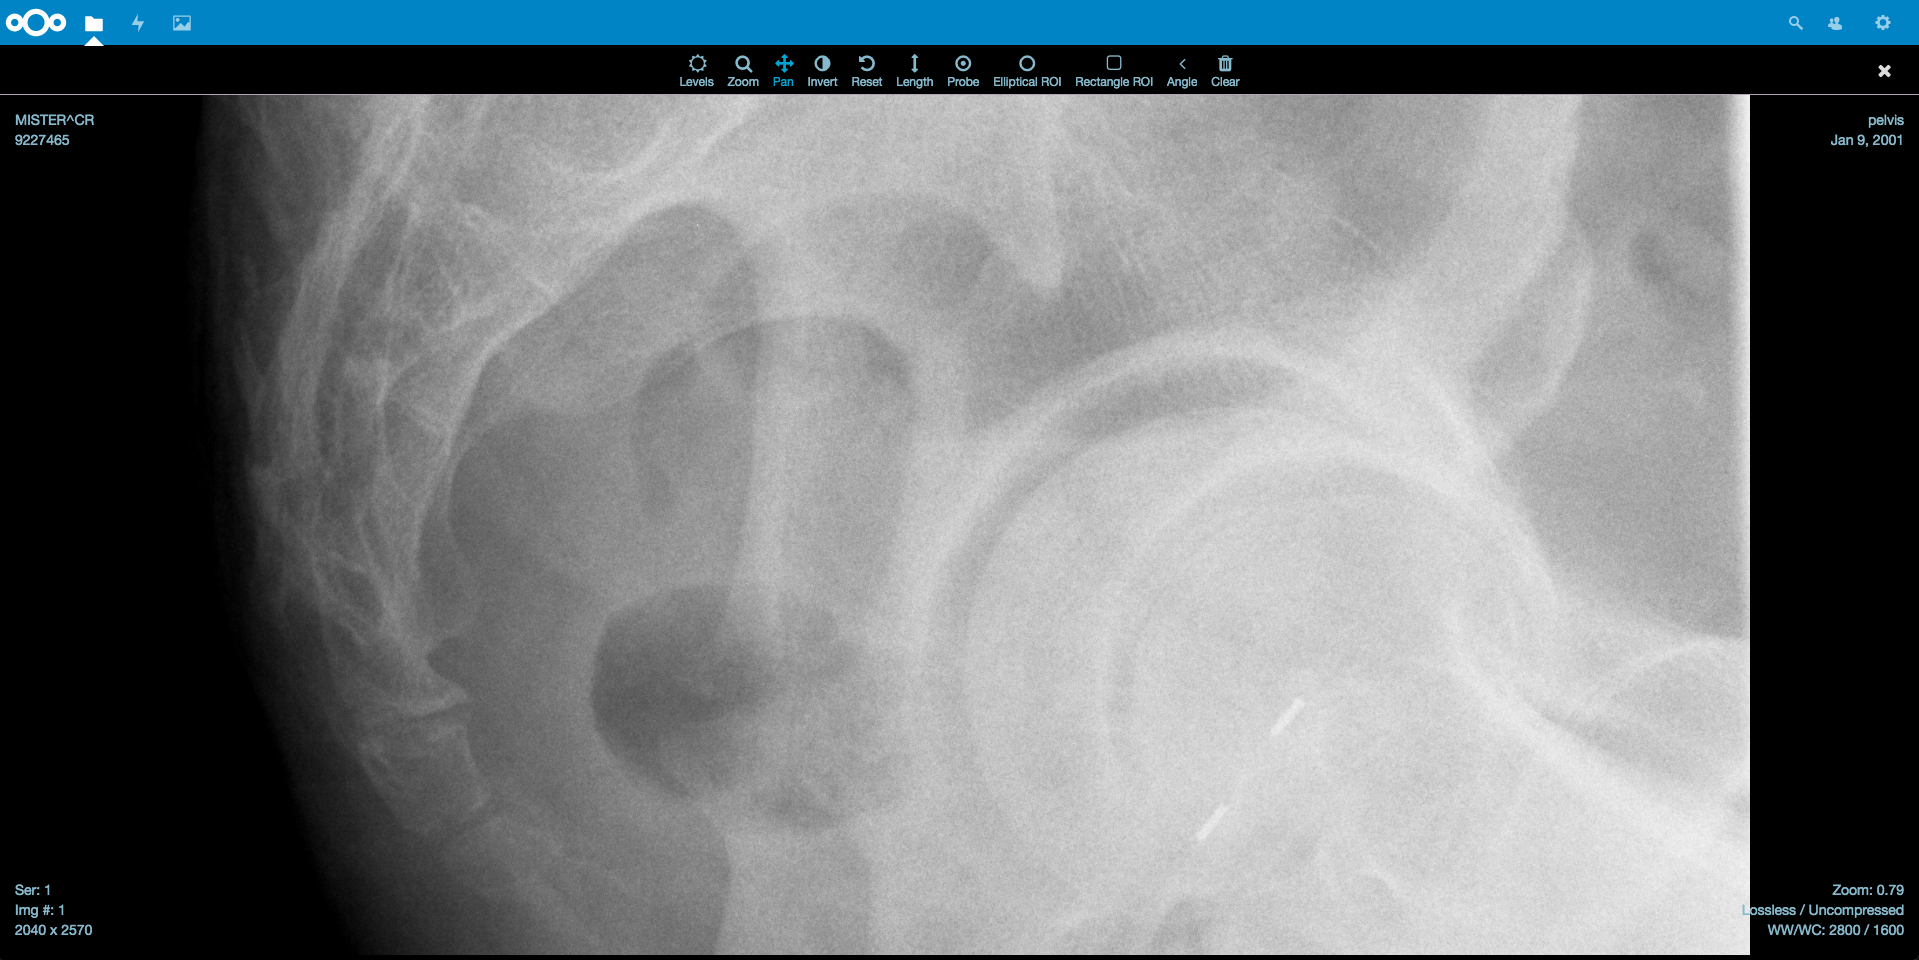 Levels Zoom Pan Invert Reset Length Probe Elliptical ROI Rectangle ROI Angle Clear
MISTER^CR
9227465
pelvis
Jan 9, 2001
Ser: 1
Img #: 1
2040 x 2570
Zoom: 0.79
Lossless / Uncompressed
WW/WC: 2800 / 1600